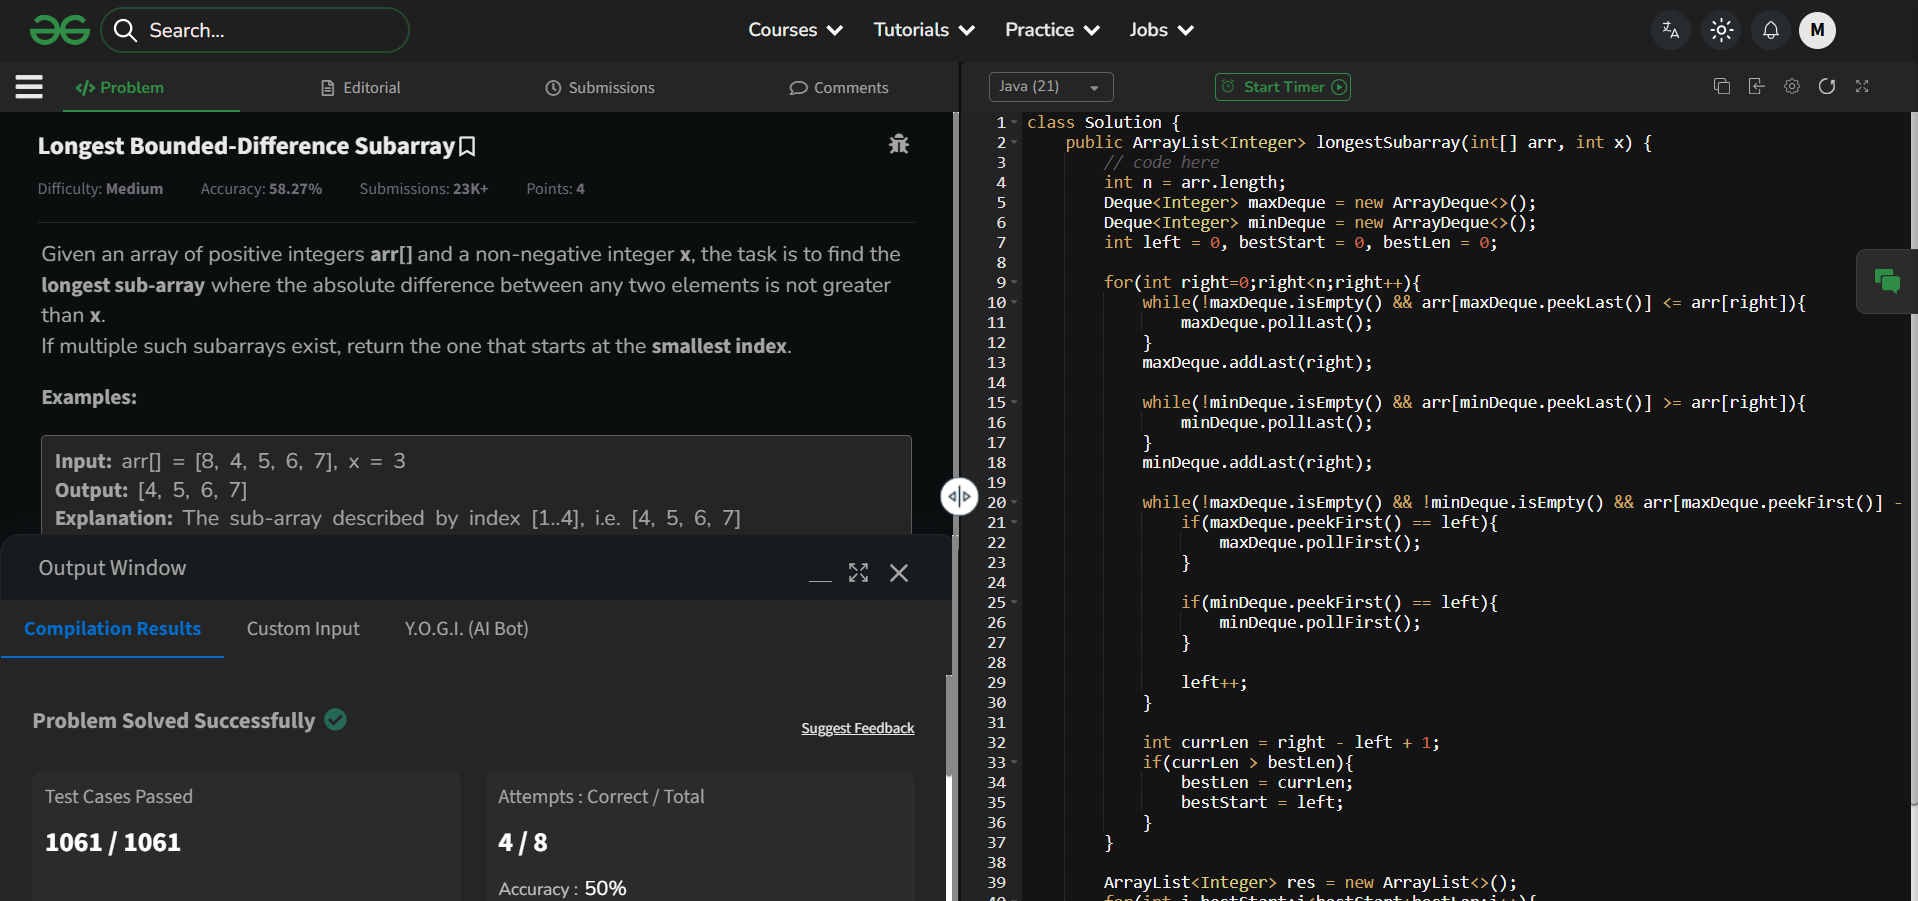 Search...
Courses
Tutorials
Practice
Jobs
M
Problem
Editorial
Submissions
Comments
Longest Bounded-Difference Subarray
Difficulty: Medium Accuracy: 58.27% Submissions: 23K+ Points: 4
Given an array of positive integers arr[] and a non-negative integer x, the task is to find the
longest sub-array where the absolute difference between any two elements is not greater
than x.
If multiple such subarrays exist, return the one that starts at the smallest index.
Examples:
Input: arr[] = [8, 4, 5, 6, 7], x = 3
Output: [4, 5, 6, 7]
Explanation: The sub-array described by index [1..4], i.e. [4, 5, 6, 7]
Output Window
Compilation Results
Custom Input
Y.O.G.I. (AI Bot)
Problem Solved Successfully
Suggest Feedback
Test Cases Passed
1061 / 1061
Attempts : Correct / Total
4 / 8
Accuracy : 50%
Java (21)
Start Timer
1 class Solution {
2 public ArrayList<Integer> longestSubarray(int[] arr, int x) {
3 // code here
4 int n = arr.length;
5 Deque<Integer> maxDeque = new ArrayDeque<>();
6 Deque<Integer> minDeque = new ArrayDeque<>();
7 int left = 0, bestStart = 0, bestLen = 0;
8
9 for(int right=0;right<n;right++){
10 while(!maxDeque.isEmpty() && arr[maxDeque.peekLast()] <= arr[right]){
11 maxDeque.pollLast();
12 }
13 maxDeque.addLast(right);
14
15 while(!minDeque.isEmpty() && arr[minDeque.peekLast()] >= arr[right]){
16 minDeque.pollLast();
17 }
18 minDeque.addLast(right);
19
20 while(!maxDeque.isEmpty() && !minDeque.isEmpty() && arr[maxDeque.peekFirst()] -
21 if(maxDeque.peekFirst() == left){
22 maxDeque.pollFirst();
23 }
24
25 if(minDeque.peekFirst() == left){
26 minDeque.pollFirst();
27 }
28
29 left++;
30 }
31
32 int currLen = right - left + 1;
33 if(currLen > bestLen){
34 bestLen = currLen;
35 bestStart = left;
36 }
37 }
38
39 ArrayList<Integer> res = new ArrayList<>();
40 for(int i=bestStart;i<bestStart+bestLen;i++){